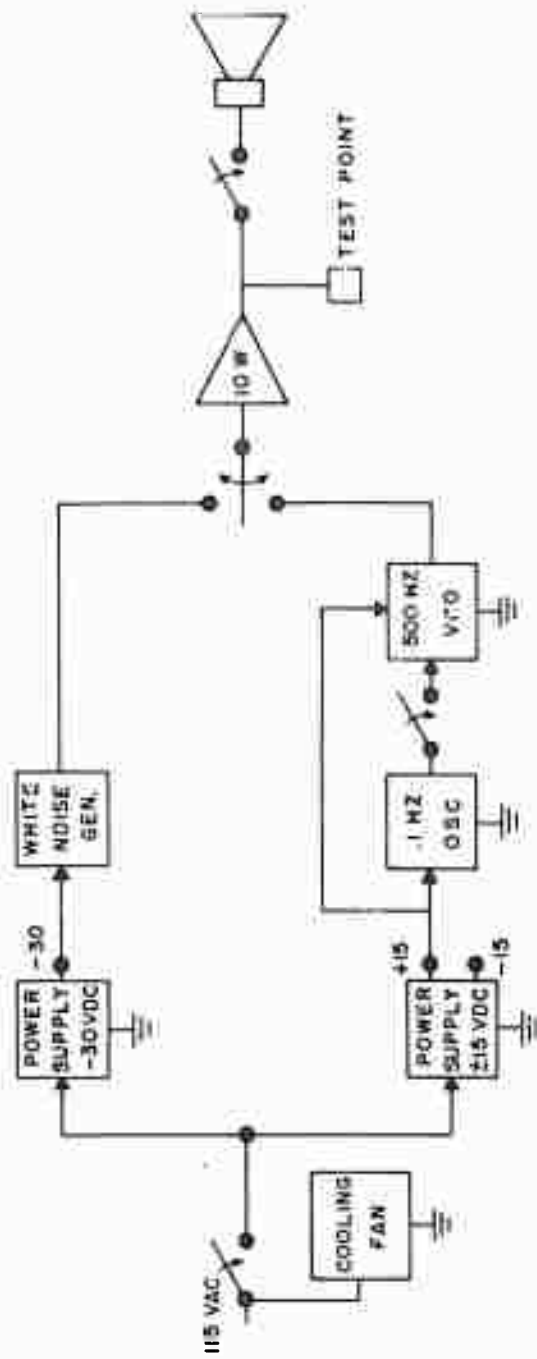 115 VAC
COOLING
FAN
POWER
SUPPLY
-30VDC
-30
WHITE
NOISE
GEN.
POWER
SUPPLY
±15 VDC
+15
-15
.1 HZ
OSC
500 HZ
10 W
TEST POINT